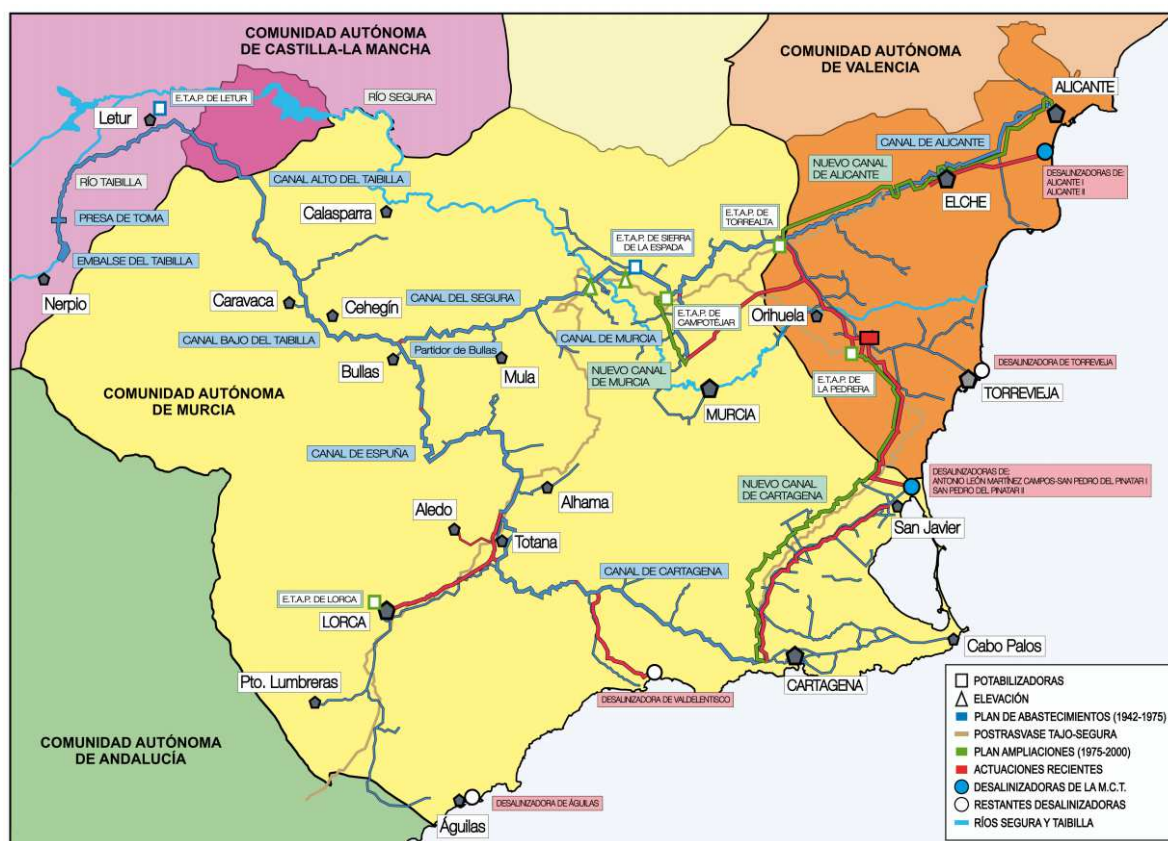 COMUNIDAD AUTÓNOMA
DE CASTILLA-LA MANCHA
COMUNIDAD AUTÓNOMA
DE VALENCIA
E.T.A.P. DE LETUR
RÍO SEGURA
Letur
ALICANTE
CANAL DE ALICANTE
NUEVO CANAL
DE ALICANTE
RÍO TAIBILLA
CANAL ALTO DEL TAIBILLA
DESALINIZADORAS DE:
ALICANTE I
ALICANTE II
ELCHE
Calasparra
PRESA DE TOMA
E.T.A.P. DE
TORREALTA
E.T.A.P. DE SIERRA
DE LA ESPADA
EMBALSE DEL TAIBILLA
Nerpio
Caravaca
Cehegín
CANAL DEL SEGURA
E.T.A.P. DE
CAMPOTÉJAR
Orihuela
CANAL BAJO DEL TAIBILLA
CANAL DE MURCIA
Partidor de Bullas
Bullas
Mula
NUEVO CANAL
DE MURCIA
DESALINIZADORA DE TORREVIEJA
E.T.A.P. DE
LA PEDRERA
TORREVIEJA
COMUNIDAD AUTÓNOMA
DE MURCIA
MURCIA
CANAL DE ESPUÑA
DESALINIZADORAS DE:
ANTONIO LEÓN MARTÍNEZ CAMPOS-SAN PEDRO DEL PINATAR I
SAN PEDRO DEL PINATAR II
NUEVO CANAL
DE CARTAGENA
Alhama
San Javier
Aledo
Totana
CANAL DE CARTAGENA
E.T.A.P. DE LORCA
LORCA
Cabo Palos
CARTAGENA
Pto. Lumbreras
DESALINIZADORA DE VALDELENTISCO
COMUNIDAD AUTÓNOMA
DE ANDALUCÍA
DESALINIZADORA DE ÁGUILAS
Águilas
POTABILIZADORAS
ELEVACIÓN
PLAN DE ABASTECIMIENTOS (1942-1975)
POSTRASVASE TAJO-SEGURA
PLAN AMPLIACIONES (1975-2000)
ACTUACIONES RECIENTES
DESALINIZADORAS DE LA M.C.T.
RESTANTES DESALINIZADORAS
RÍOS SEGURA Y TAIBILLA